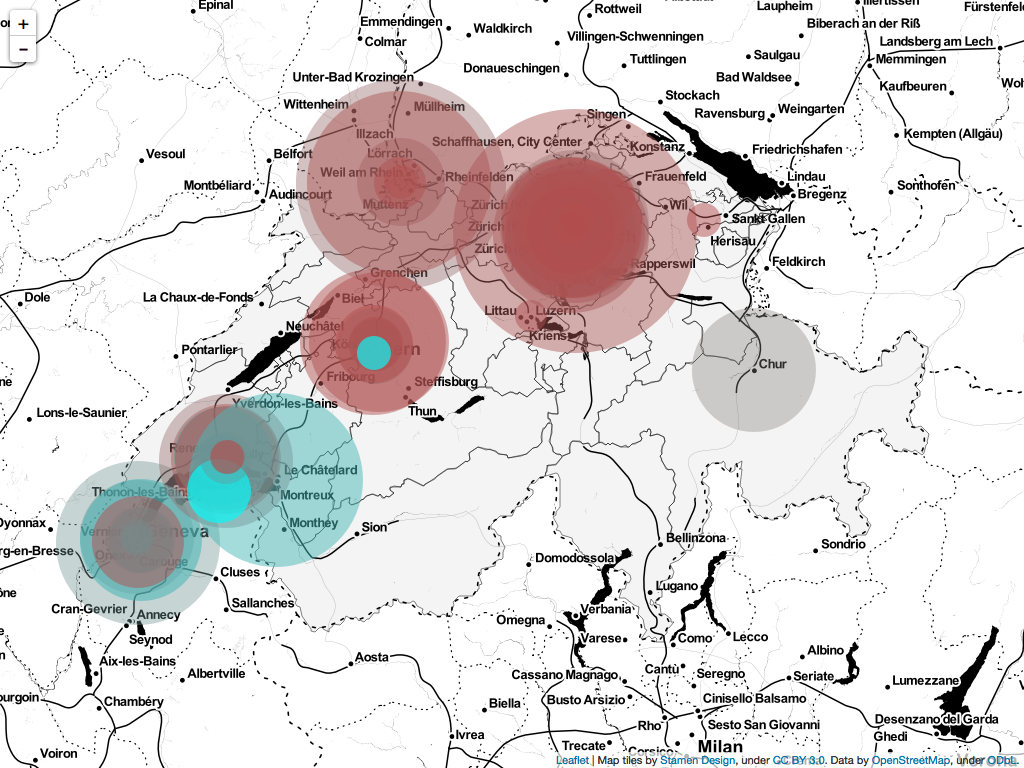 +
−
Epinal
Rottweil
Laupheim
Illertissen
Fürstenfel
Emmendingen
Waldkirch
Biberach an der Riß
Colmar
Villingen-Schwenningen
Landsberg am Lech
Tuttlingen
Saulgau
Memmingen
Donaueschingen
Bad Waldsee
Unter-Bad Krozingen
Kaufbeuren
Wittenheim
Müllheim
Stockach
Weingarten
Ravensburg
Singen
Illzach
Kempten (Allgäu)
Schaffhausen, City Center
Konstanz
Friedrichshafen
Vesoul
Belfort
Lörrach
Weil am Rhein
Rheinfelden
Frauenfeld
Lindau
Montbéliard
Audincourt
Sonthofen
Bregenz
Muttenz
Zürich
Wil
Sankt Gallen
Zürich
Herisau
Zürich
Rapperswil
Feldkirch
Grenchen
Dole
La Chaux-de-Fonds
Biel
Littau
Luzern
Neuchâtel
Kriens
Pontarlier
Chur
Fribourg
Steffisburg
Yverdon-les-Bains
Thun
Lons-le-Saunier
Le Châtelard
Thonon-les-Bains
Montreux
Oyonnax
Monthey
Sion
Vernier
Geneva
Bellinzona
rg-en-Bresse
Carouge
Sondrio
Domodossola
Cluses
Lugano
Cran-Gevrier
Annecy
Sallanches
Verbania
Omegna
Seynod
Varese
Como
Lecco
Aix-les-Bains
Aosta
Albino
Albertville
Cassano Magnago
Cantù
Seregno
Seriate
Lumezzane
ourgoin
Chambéry
Biella
Busto Arsizio
Cinisello Balsamo
Rho
Sesto San Giovanni
Desenzano del Garda
Ghedi
Ivrea
Voiron
Trecate
Corsico
Milan
Verona
Leaflet | Map tiles by Stamen Design, under CC BY 3.0. Data by OpenStreetMap, under ODbL.